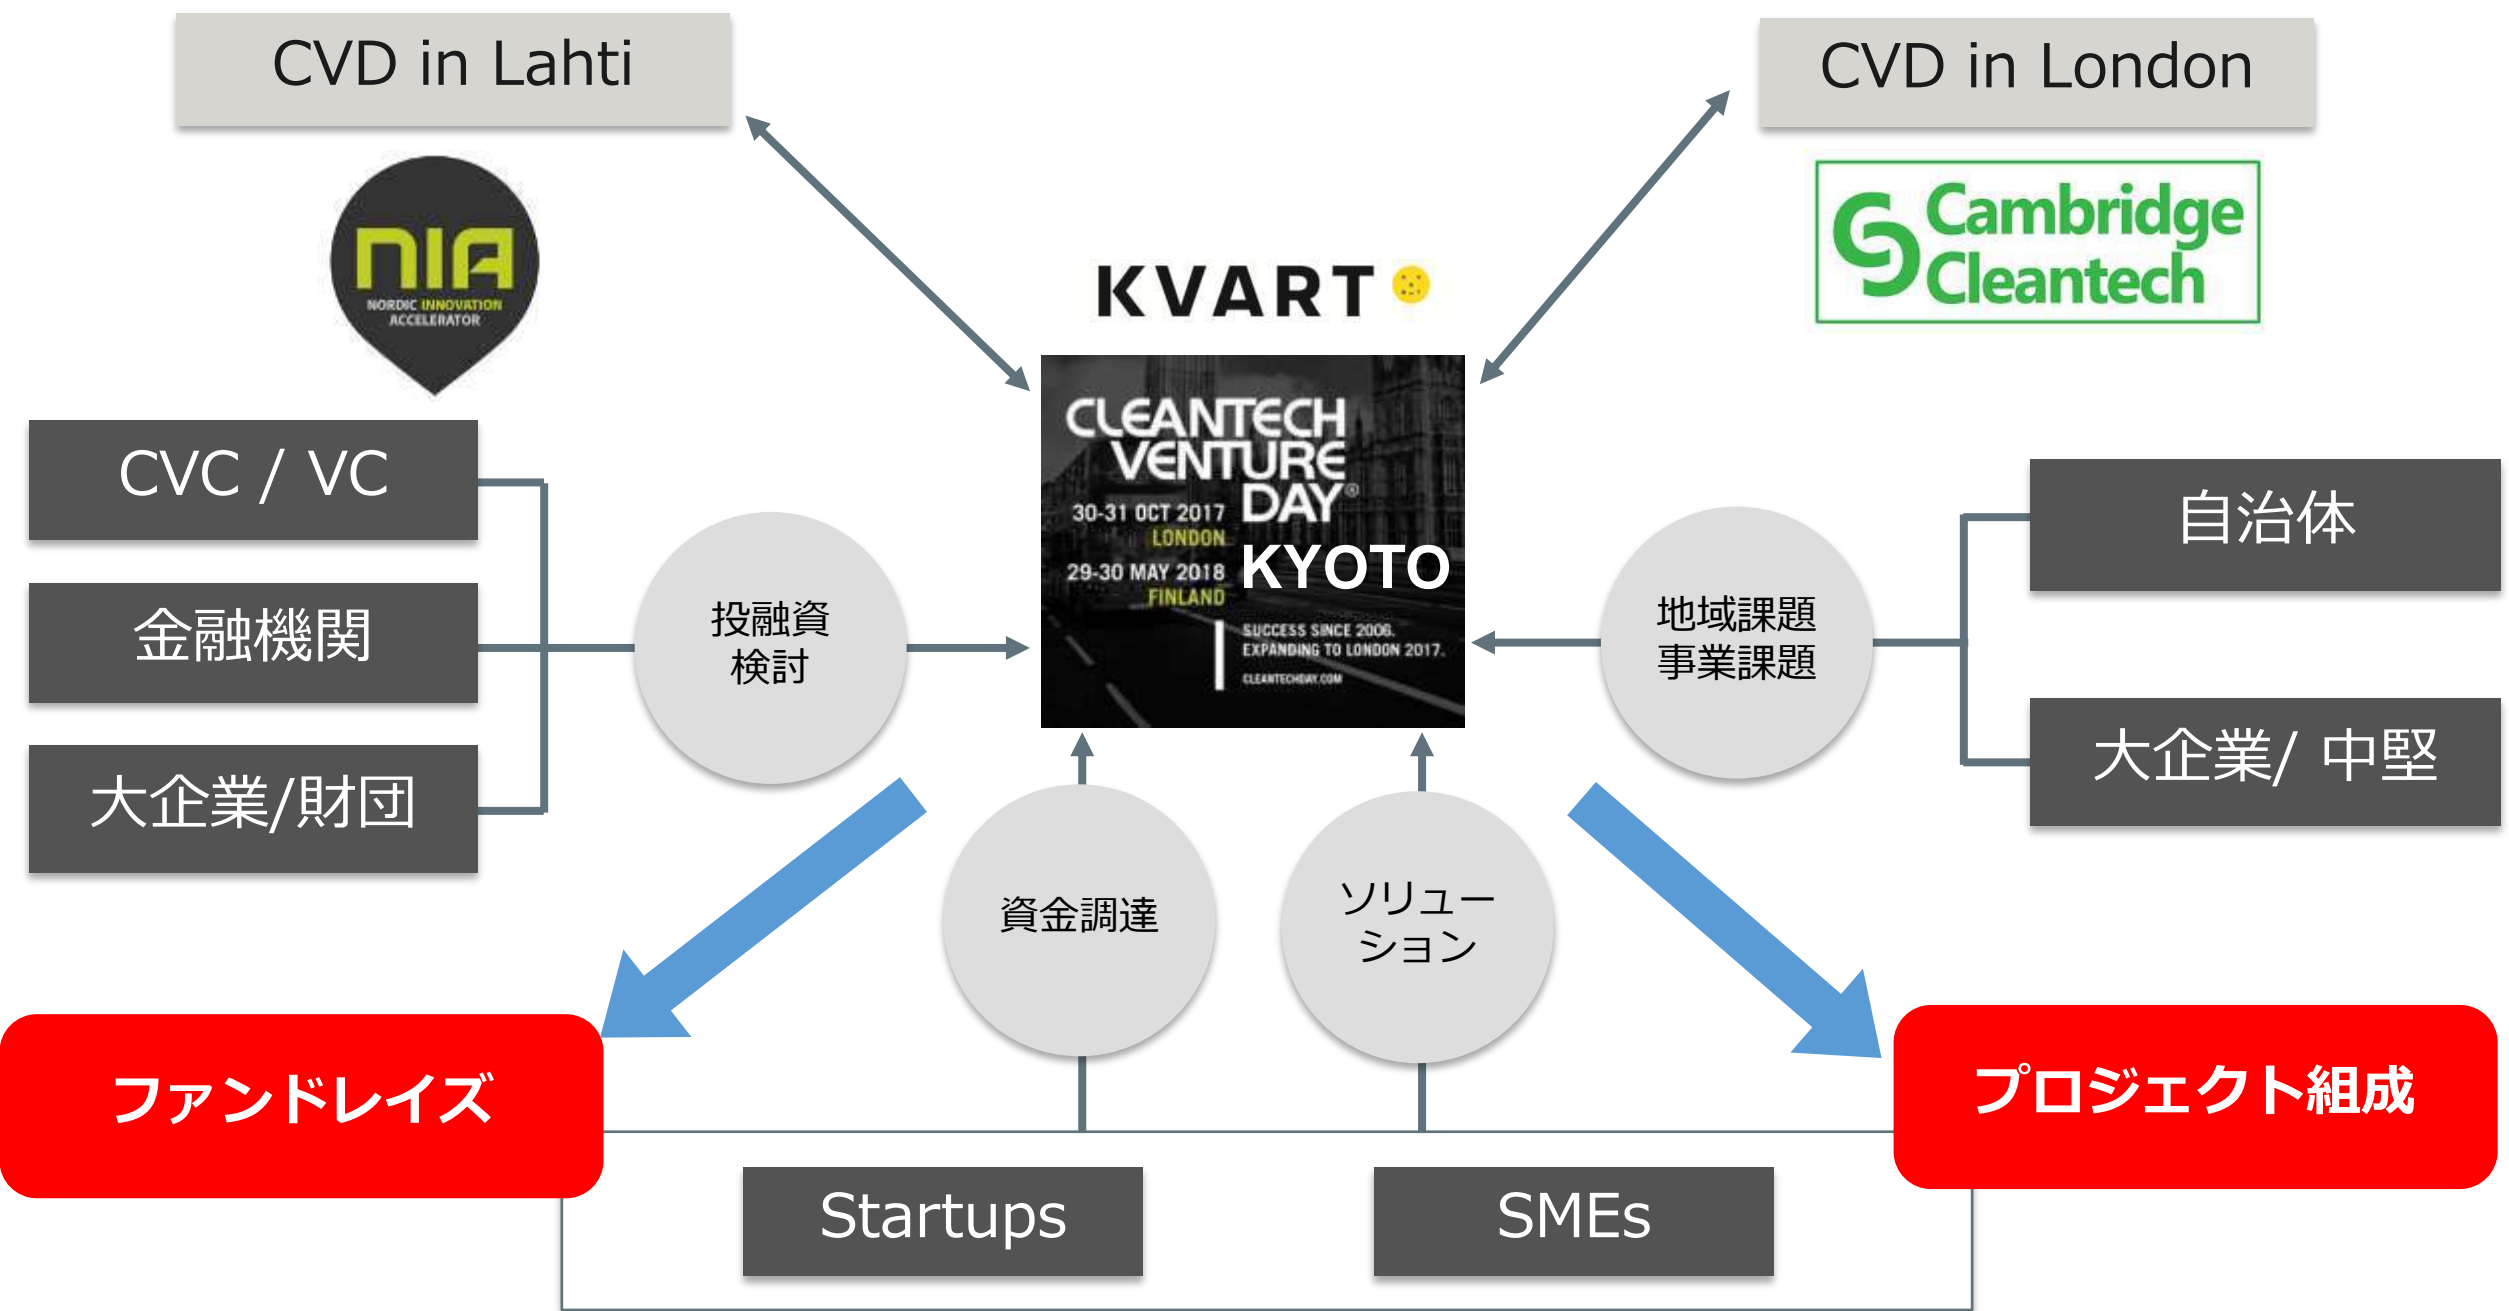 CVD in Lahti
CVD in London
NIA
NORDIC INNOVATION
ACCELERATOR
Cambridge
Cleantech
KVART
CLEANTECH
VENTURE
DAY®
30-31 OCT 2017
LONDON
KYOTO
29-30 MAY 2018
FINLAND
SUCCESS SINCE 2006.
EXPANDING TO LONDON 2017.
CLEANTECHDAY.COM
CVC / VC
金融機関
大企業/財団
投融資
検討
地域課題
事業課題
自治体
大企業/ 中堅
資金調達
ソリュー
ション
ファンドレイズ
プロジェクト組成
Startups
SMEs